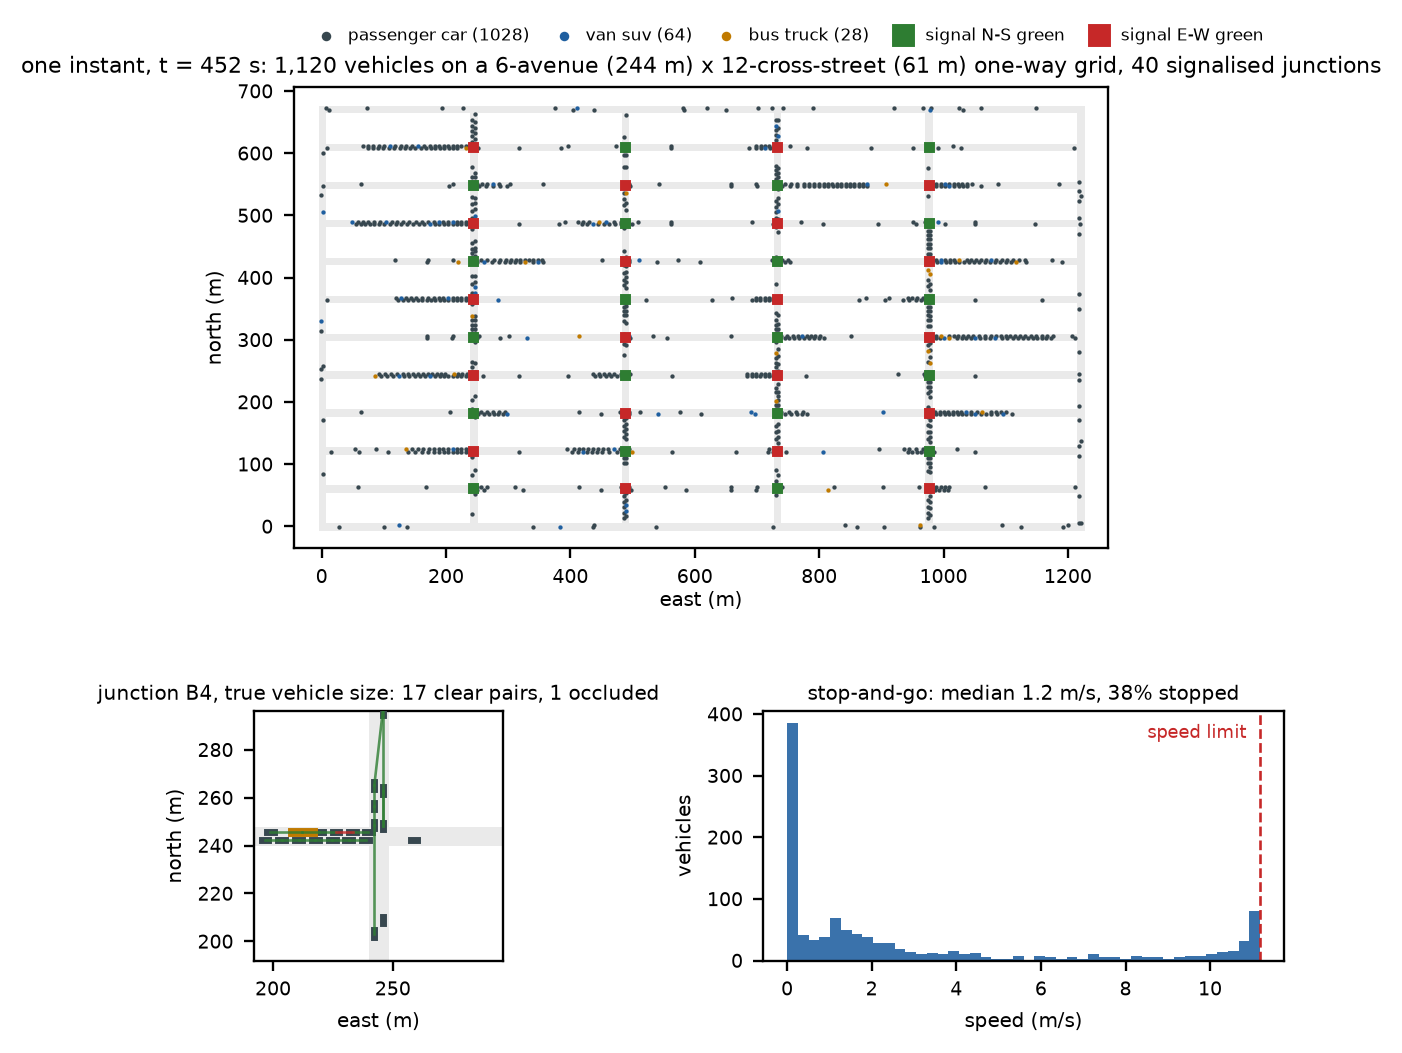 passenger car (1028) van suv (64) bus truck (28) signal N-S green signal E-W green
one instant, t = 452 s: 1,120 vehicles on a 6-avenue (244 m) x 12-cross-street (61 m) one-way grid, 40 signalised junctions
700
600
500
400
300
200
100
0
north (m)
0 200 400 600 800 1000 1200
east (m)
junction B4, true vehicle size: 17 clear pairs, 1 occluded
280
260
240
220
200
north (m)
200 250
east (m)
stop-and-go: median 1.2 m/s, 38% stopped
speed limit
400
300
200
100
0
vehicles
0 2 4 6 8 10
speed (m/s)